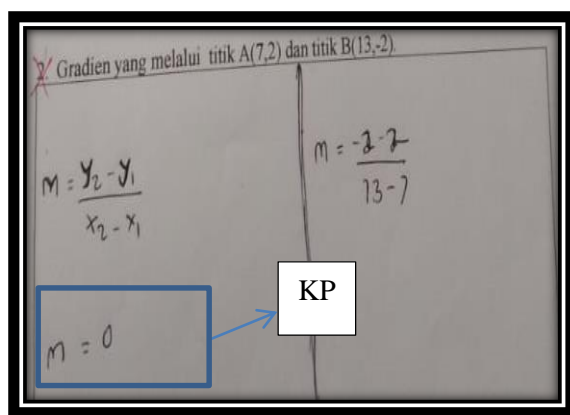 2. Gradien yang melalui titik A(7,2) dan titik B(13,-2).
m = y₂ - y₁
x₂ - x₁
m = 0
m = -2 - 2
13 - 7
KP